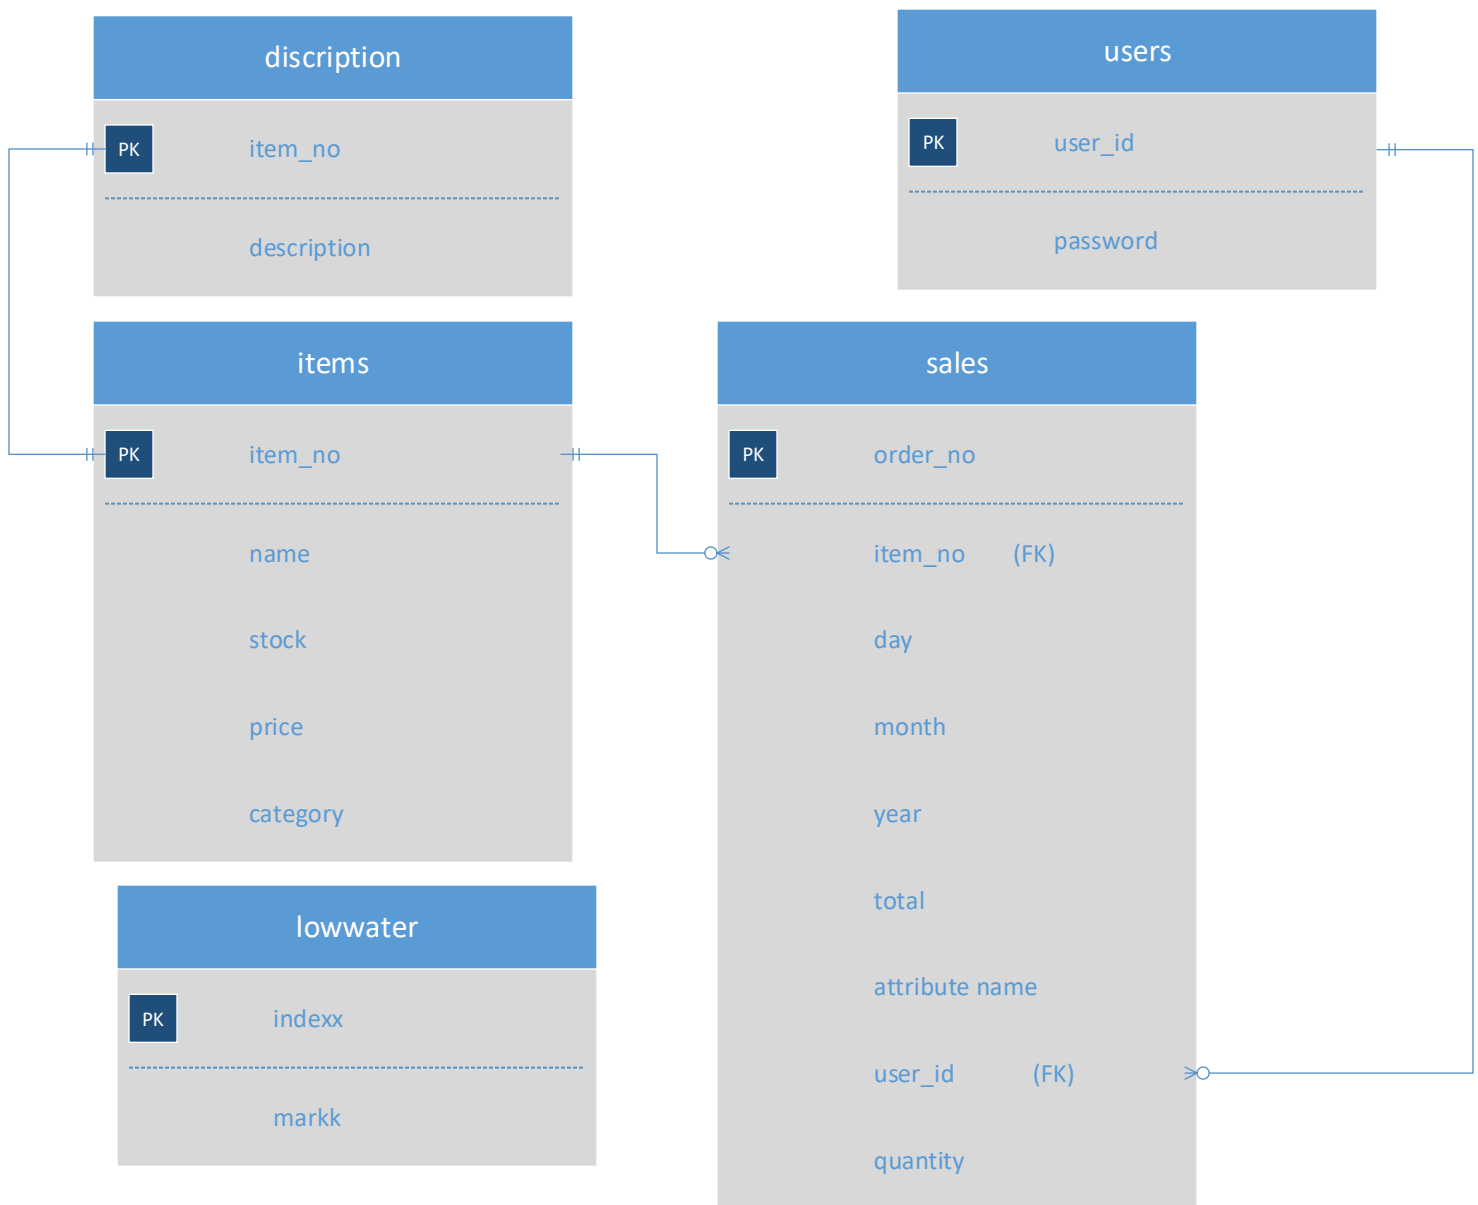 discription
PK item_no
description
users
PK user_id
password
items
PK item_no
name
stock
price
category
sales
PK order_no
item_no (FK)
day
month
year
total
attribute name
user_id (FK)
quantity
lowwater
PK indexx
markk